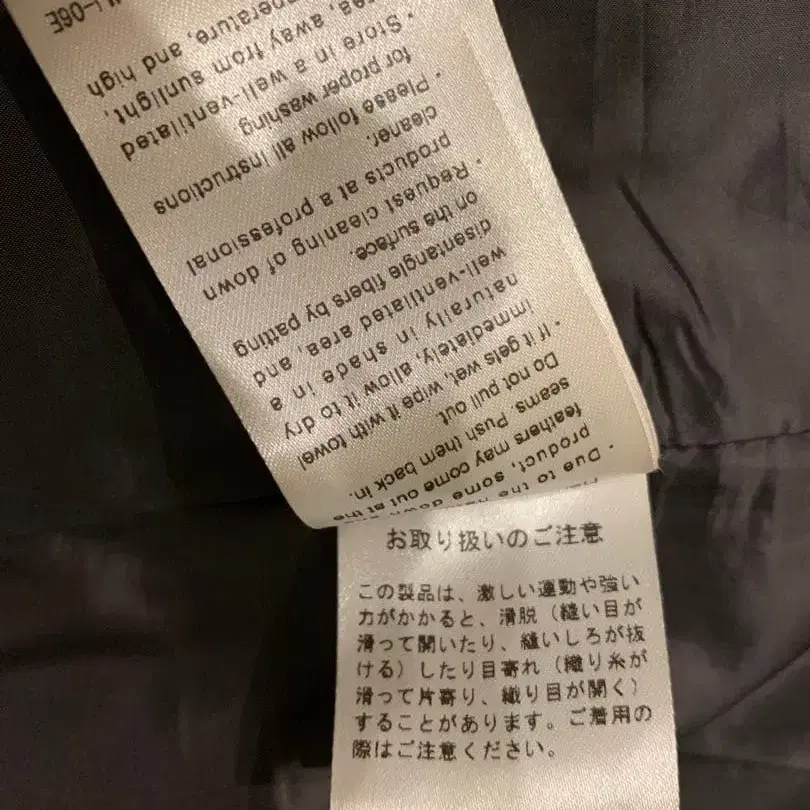 product, some down and
· Due to the
feathers may come out at the
seams. Push them back in.
Do not pull out.
· If it gets wet, wipe it with towel
immediately, allow it to dry
naturally in shade in a
well-ventilated area, and
disentangle fibers by patting
on the surface.
· Request cleaning of down
products at a professional
cleaner.
· Please follow all instructions
for proper washing
· Store in a well-ventilated
area, away from sunlight,
temperature, and high
-06E
お取り扱いのご注意
この製品は、激しい運動や強い
力がかかると、滑脱（縫い目が
滑って開いたり、縫いしろが抜
ける）したり目寄れ（織り糸が
滑って片寄り、織り目が開く）
することがあります。ご着用の
際はご注意ください。